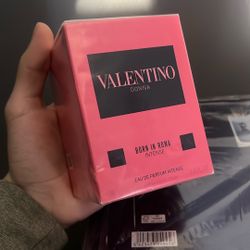 VALENTINO
DONNA
BORN IN ROMA
INTENSE
EAU DE PARFUM INTENSE